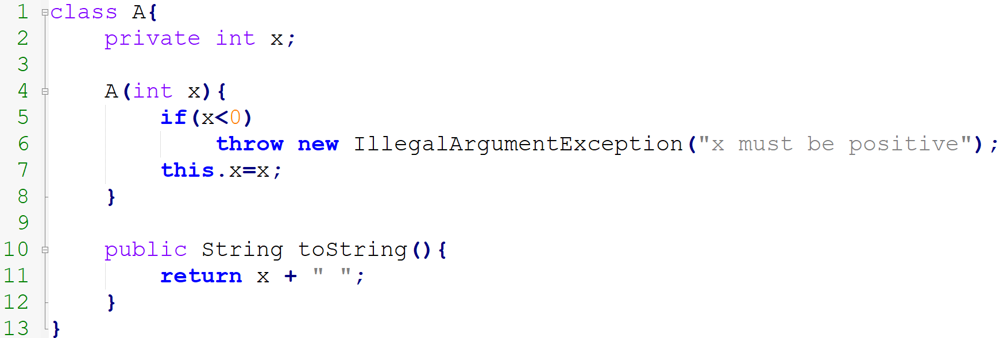 1 class A{
2 private int x;
3
4 A(int x){
5 if(x<0)
6 throw new IllegalArgumentException("x must be positive");
7 this.x=x;
8 }
9
10 public String toString(){
11 return x + " ";
12 }
13 }